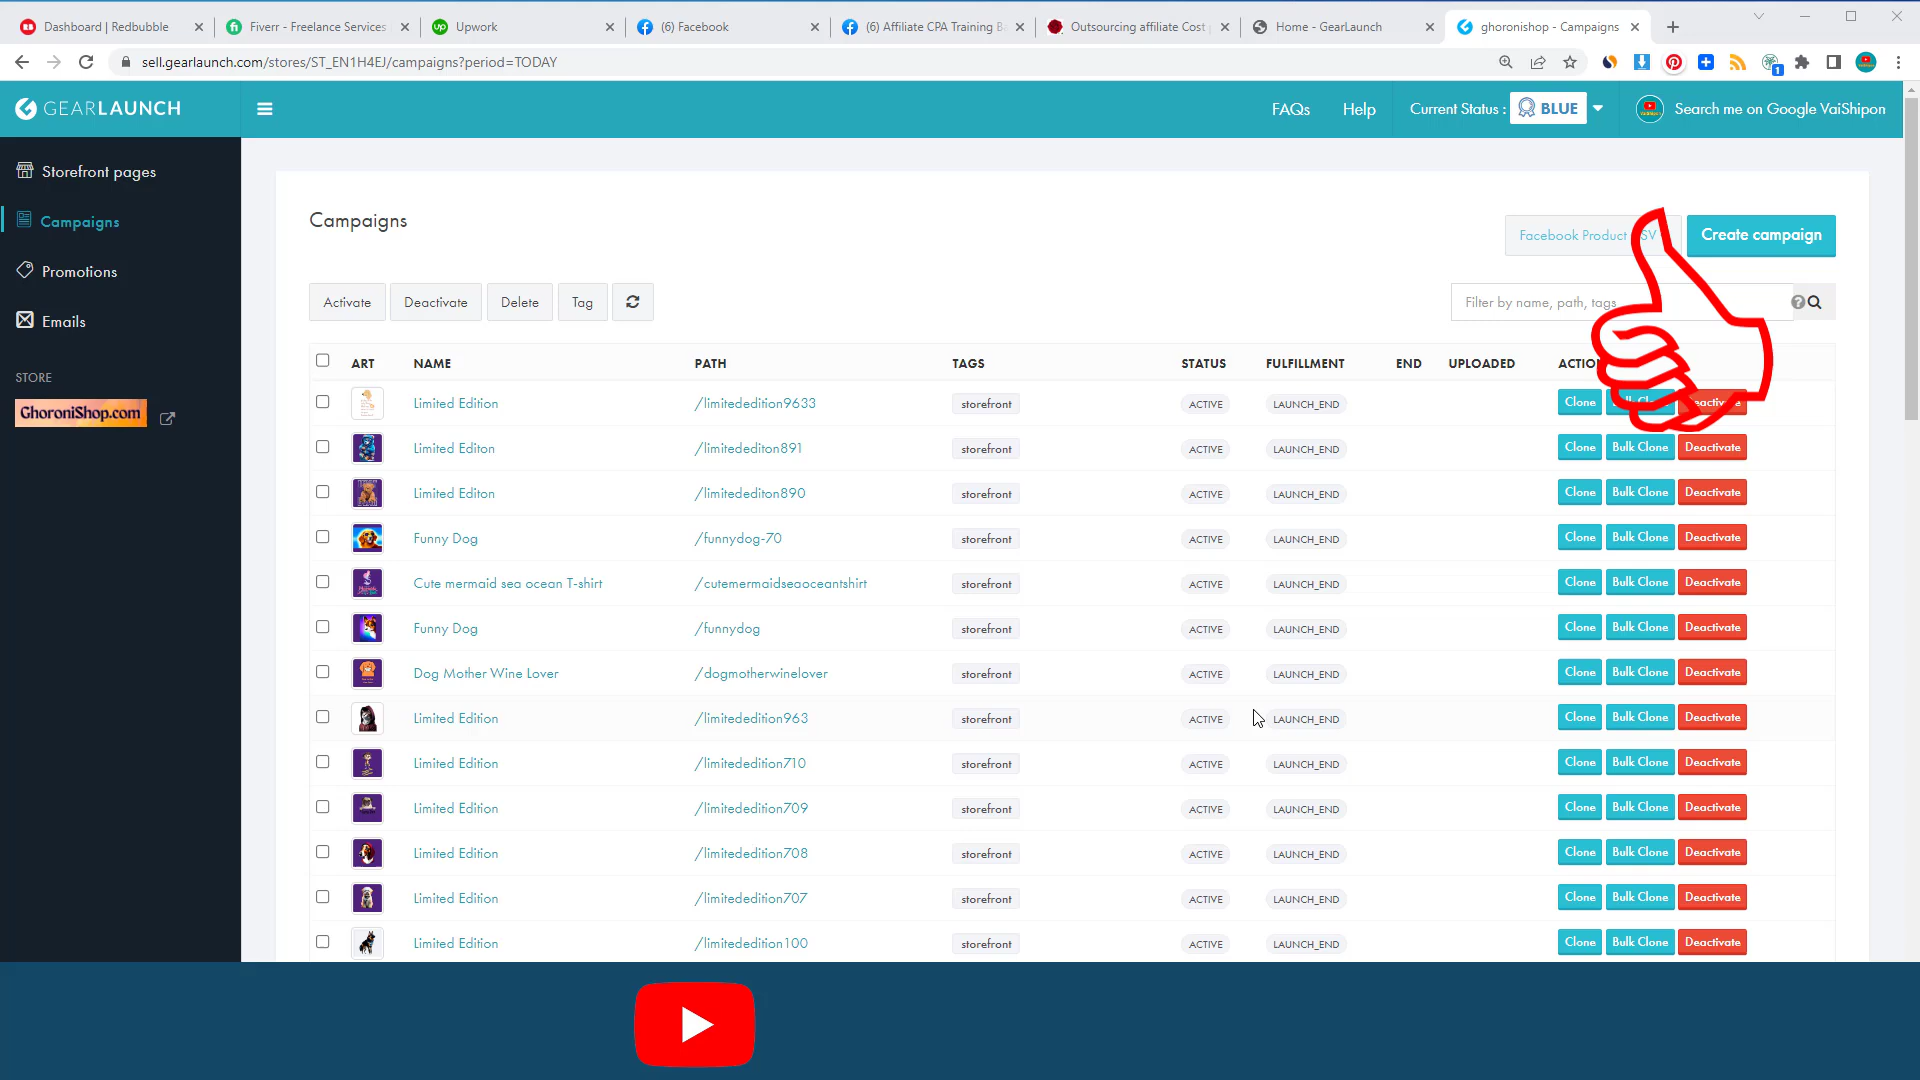 Dashboard | Redbubble
Fiverr - Freelance Services
Upwork
(6) Facebook
(6) Affiliate CPA Training B
Outsourcing affiliate Cost
Home - GearLaunch
ghoronishop - Campaigns
sell.gearlaunch.com/stores/ST_EN1H4EJ/campaigns?period=TODAY
GEARLAUNCH
FAQs
Help
Current Status :
BLUE
Search me on Google VaiShipon
Storefront pages
Campaigns
Promotions
Emails
STORE
GhoroniShop.com
Campaigns
Facebook Product SV
Create campaign
Activate
Deactivate
Delete
Tag
Filter by name, path, tags
ART NAME PATH TAGS STATUS FULFILLMENT END UPLOADED ACTIO
Limited Edition /limitededition9633 storefront ACTIVE LAUNCH_END Clone Bulk Clone Deactivate
Limited Editon /limitedediton891 storefront ACTIVE LAUNCH_END Clone Bulk Clone Deactivate
Limited Editon /limitedediton890 storefront ACTIVE LAUNCH_END Clone Bulk Clone Deactivate
Funny Dog /funnydog-70 storefront ACTIVE LAUNCH_END Clone Bulk Clone Deactivate
Cute mermaid sea ocean T-shirt /cutemermaidseaoceantshirt storefront ACTIVE LAUNCH_END Clone Bulk Clone Deactivate
Funny Dog /funnydog storefront ACTIVE LAUNCH_END Clone Bulk Clone Deactivate
Dog Mother Wine Lover /dogmotherwinelover storefront ACTIVE LAUNCH_END Clone Bulk Clone Deactivate
Limited Edition /limitededition963 storefront ACTIVE LAUNCH_END Clone Bulk Clone Deactivate
Limited Edition /limitededition710 storefront ACTIVE LAUNCH_END Clone Bulk Clone Deactivate
Limited Edition /limitededition709 storefront ACTIVE LAUNCH_END Clone Bulk Clone Deactivate
Limited Edition /limitededition708 storefront ACTIVE LAUNCH_END Clone Bulk Clone Deactivate
Limited Edition /limitededition707 storefront ACTIVE LAUNCH_END Clone Bulk Clone Deactivate
Limited Edition /limitededition100 storefront ACTIVE LAUNCH_END Clone Bulk Clone Deactivate